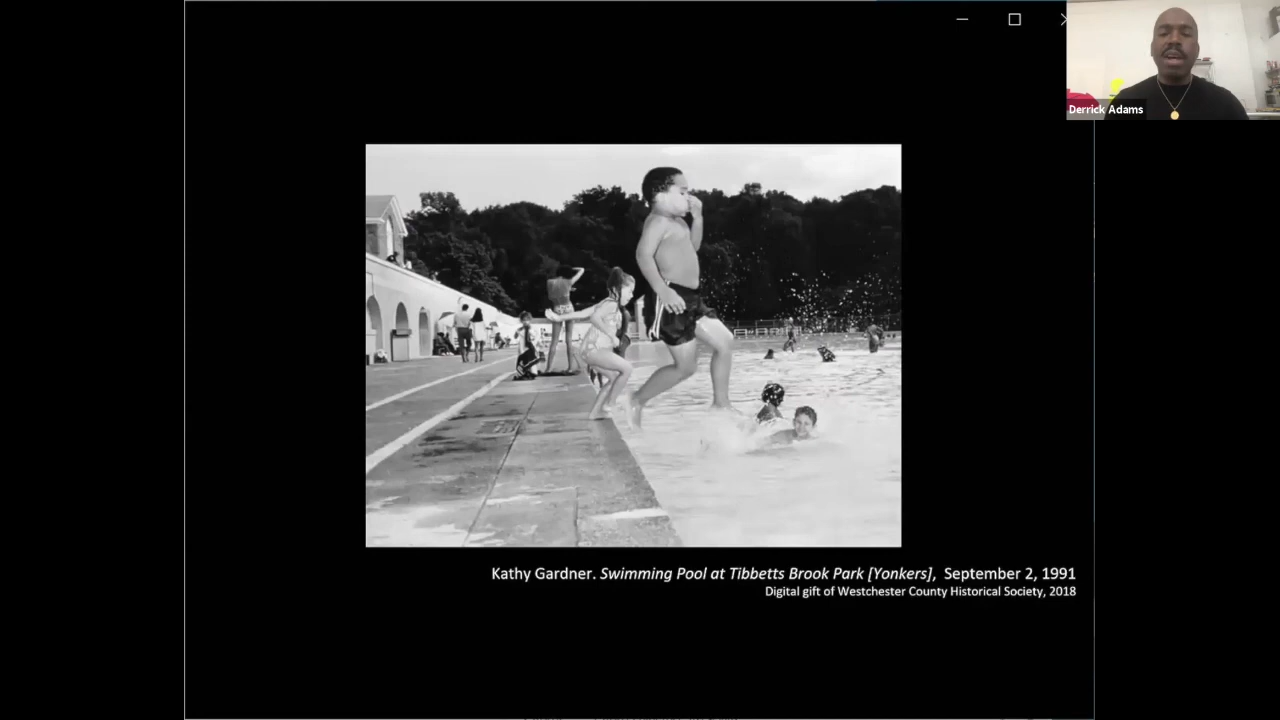 Derrick Adams
Kathy Gardner. Swimming Pool at Tibbetts Brook Park [Yonkers], September 2, 1991
Digital gift of Westchester County Historical Society, 2018